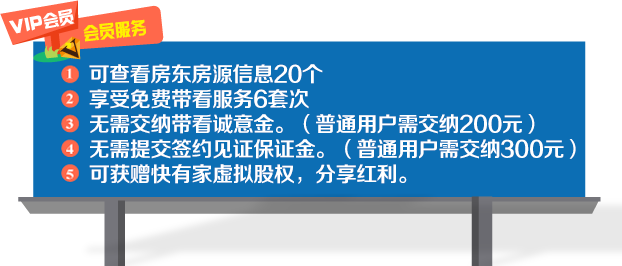 VIP会员
会员服务
1 可查看房东房源信息20个
2 享受免费带看服务6套次
3 无需交纳带看诚意金。（普通用户需交纳200元）
4 无需提交签约见证保证金。（普通用户需交纳300元）
5 可获赠快有家虚拟股权，分享红利。